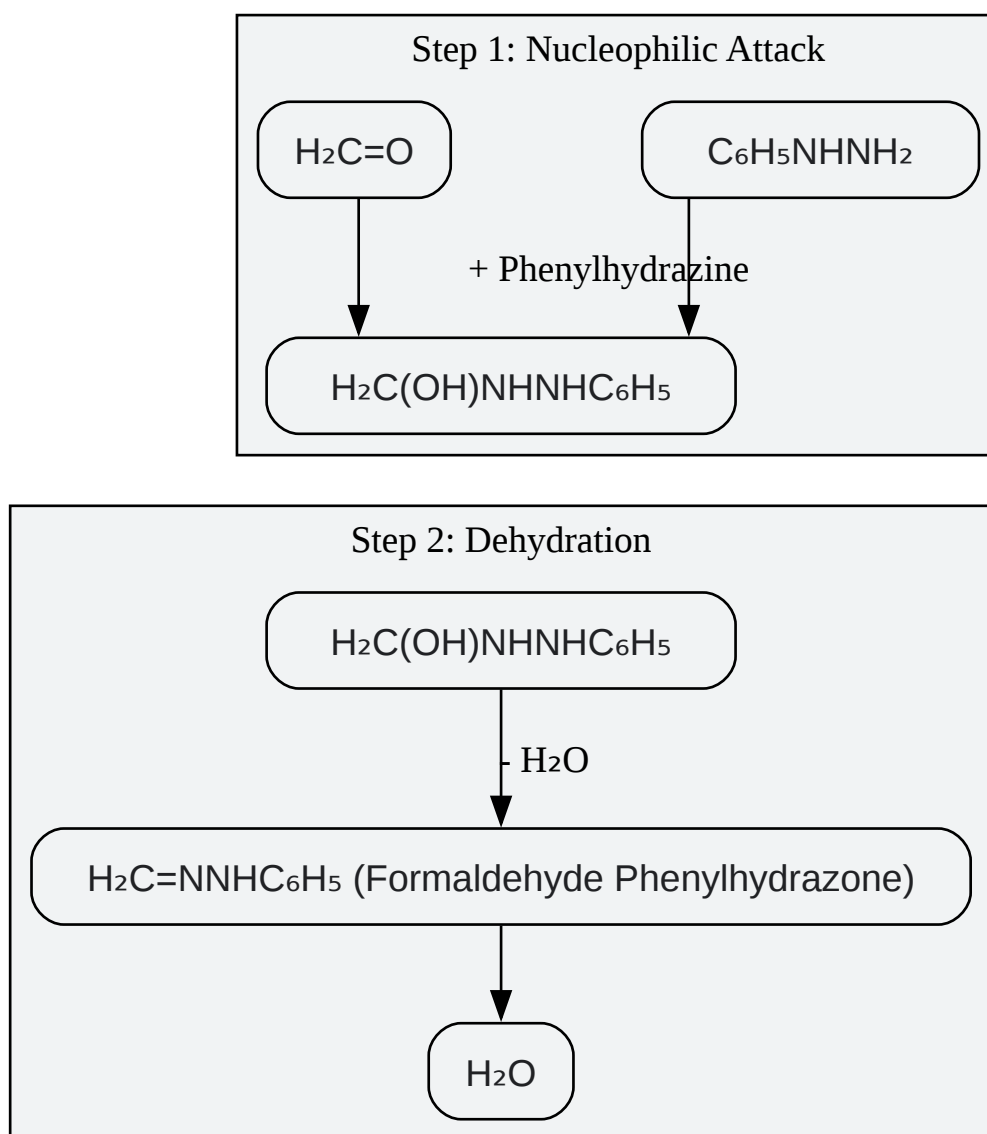 Step 1: Nucleophilic Attack
H₂C=O
C₆H₅NHNH₂
+ Phenylhydrazine
H₂C(OH)NHNHC₆H₅
Step 2: Dehydration
H₂C(OH)NHNHC₆H₅
- H₂O
H₂C=NNHC₆H₅ (Formaldehyde Phenylhydrazone)
H₂O